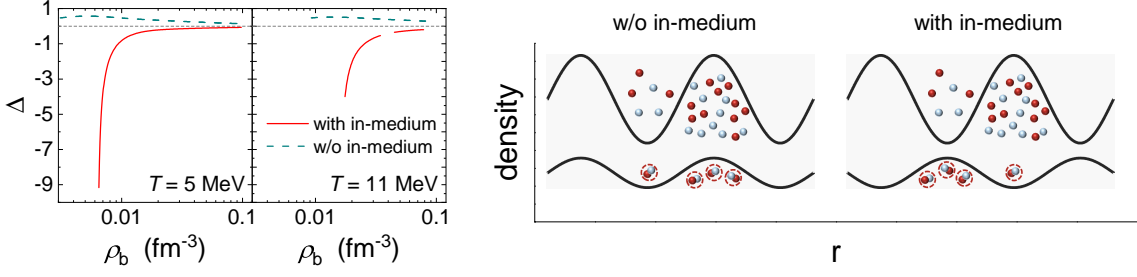 Δ
-1
-3
-5
-7
-9
with in-medium
w/o in-medium
T = 5 MeV
T = 11 MeV
0.01
0.1
0.01
0.1
ρb (fm-3)
ρb (fm-3)
w/o in-medium
with in-medium
density
r